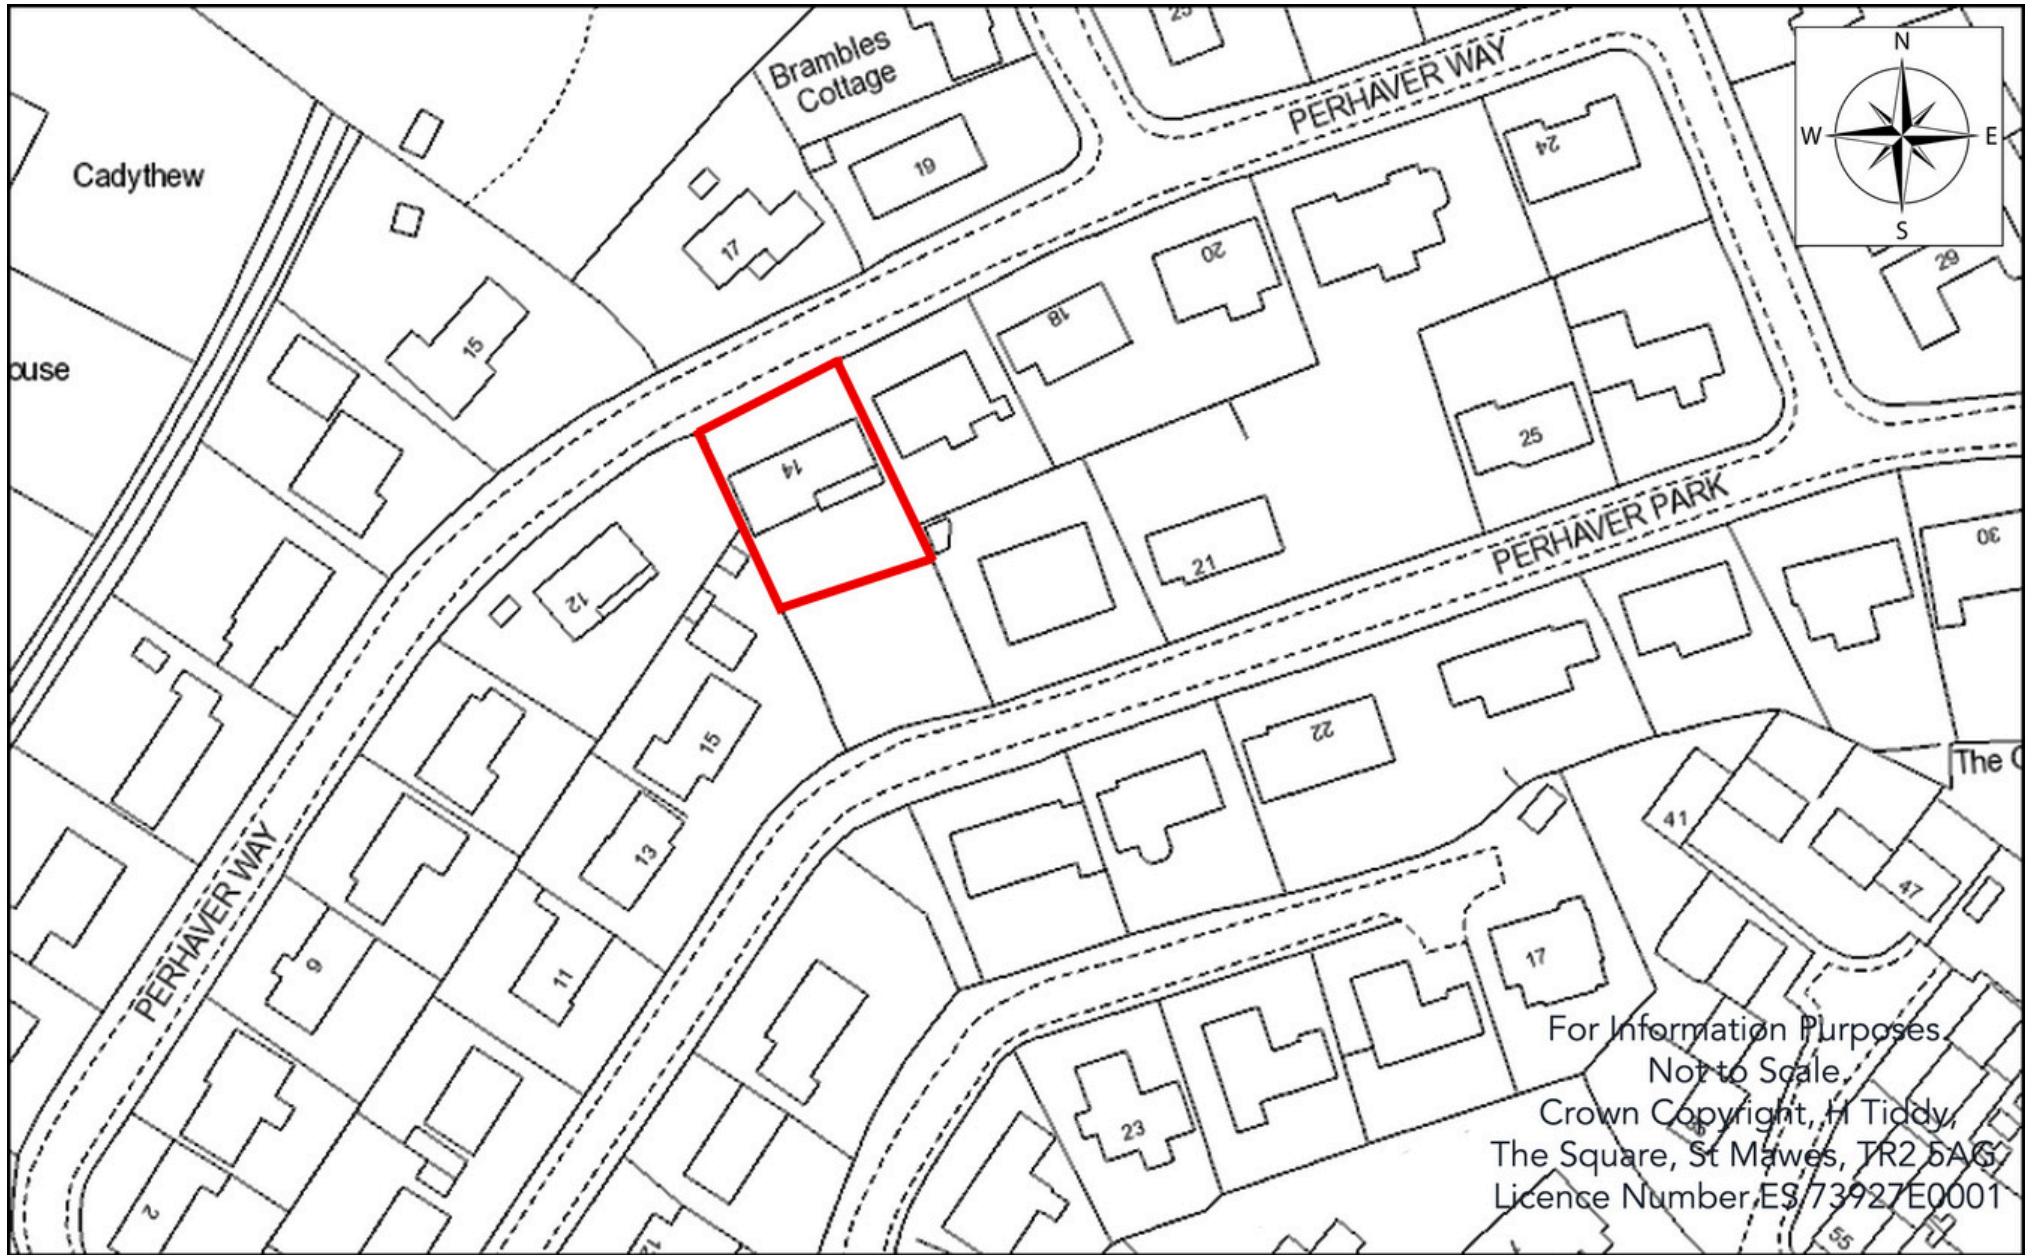 25
Brambles
Cottage
PERHAVER WAY
N
W
E
S
24
Cadythew
19
17
20
29
18
15
ouse
14
25
PERHAVER PARK
30
21
12
22
15
The
41
13
47
PERHAVER WAY
9
11
17
For Information Purposes.
Not to Scale.
Crown Copyright, H Tiddy,
The Square, St Mawes, TR2 5AG.
Licence Number ES 73927E0001
23
2
55